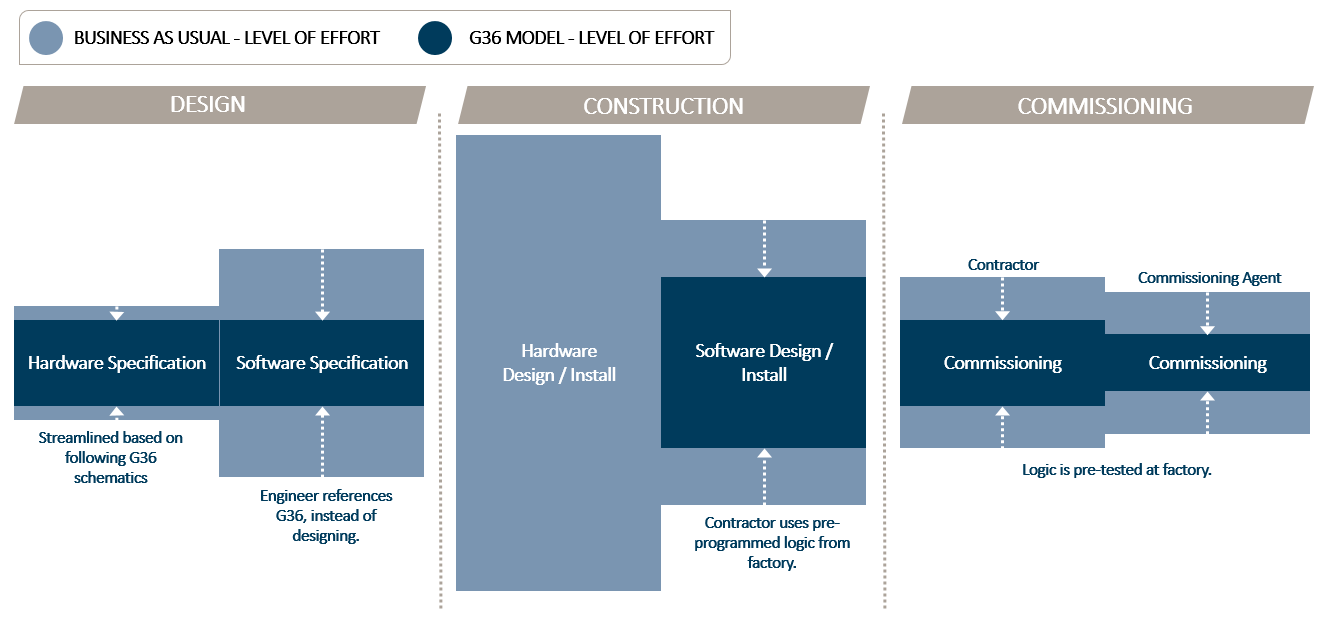 BUSINESS AS USUAL - LEVEL OF EFFORT
G36 MODEL - LEVEL OF EFFORT
DESIGN
CONSTRUCTION
COMMISSIONING
Hardware Specification
Software Specification
Streamlined based on
following G36
schematics
Engineer references
G36, instead of
designing.
Hardware
Design / Install
Software Design /
Install
Contractor uses pre-
programmed logic from
factory.
Contractor
Commissioning Agent
Commissioning
Commissioning
Logic is pre-tested at factory.